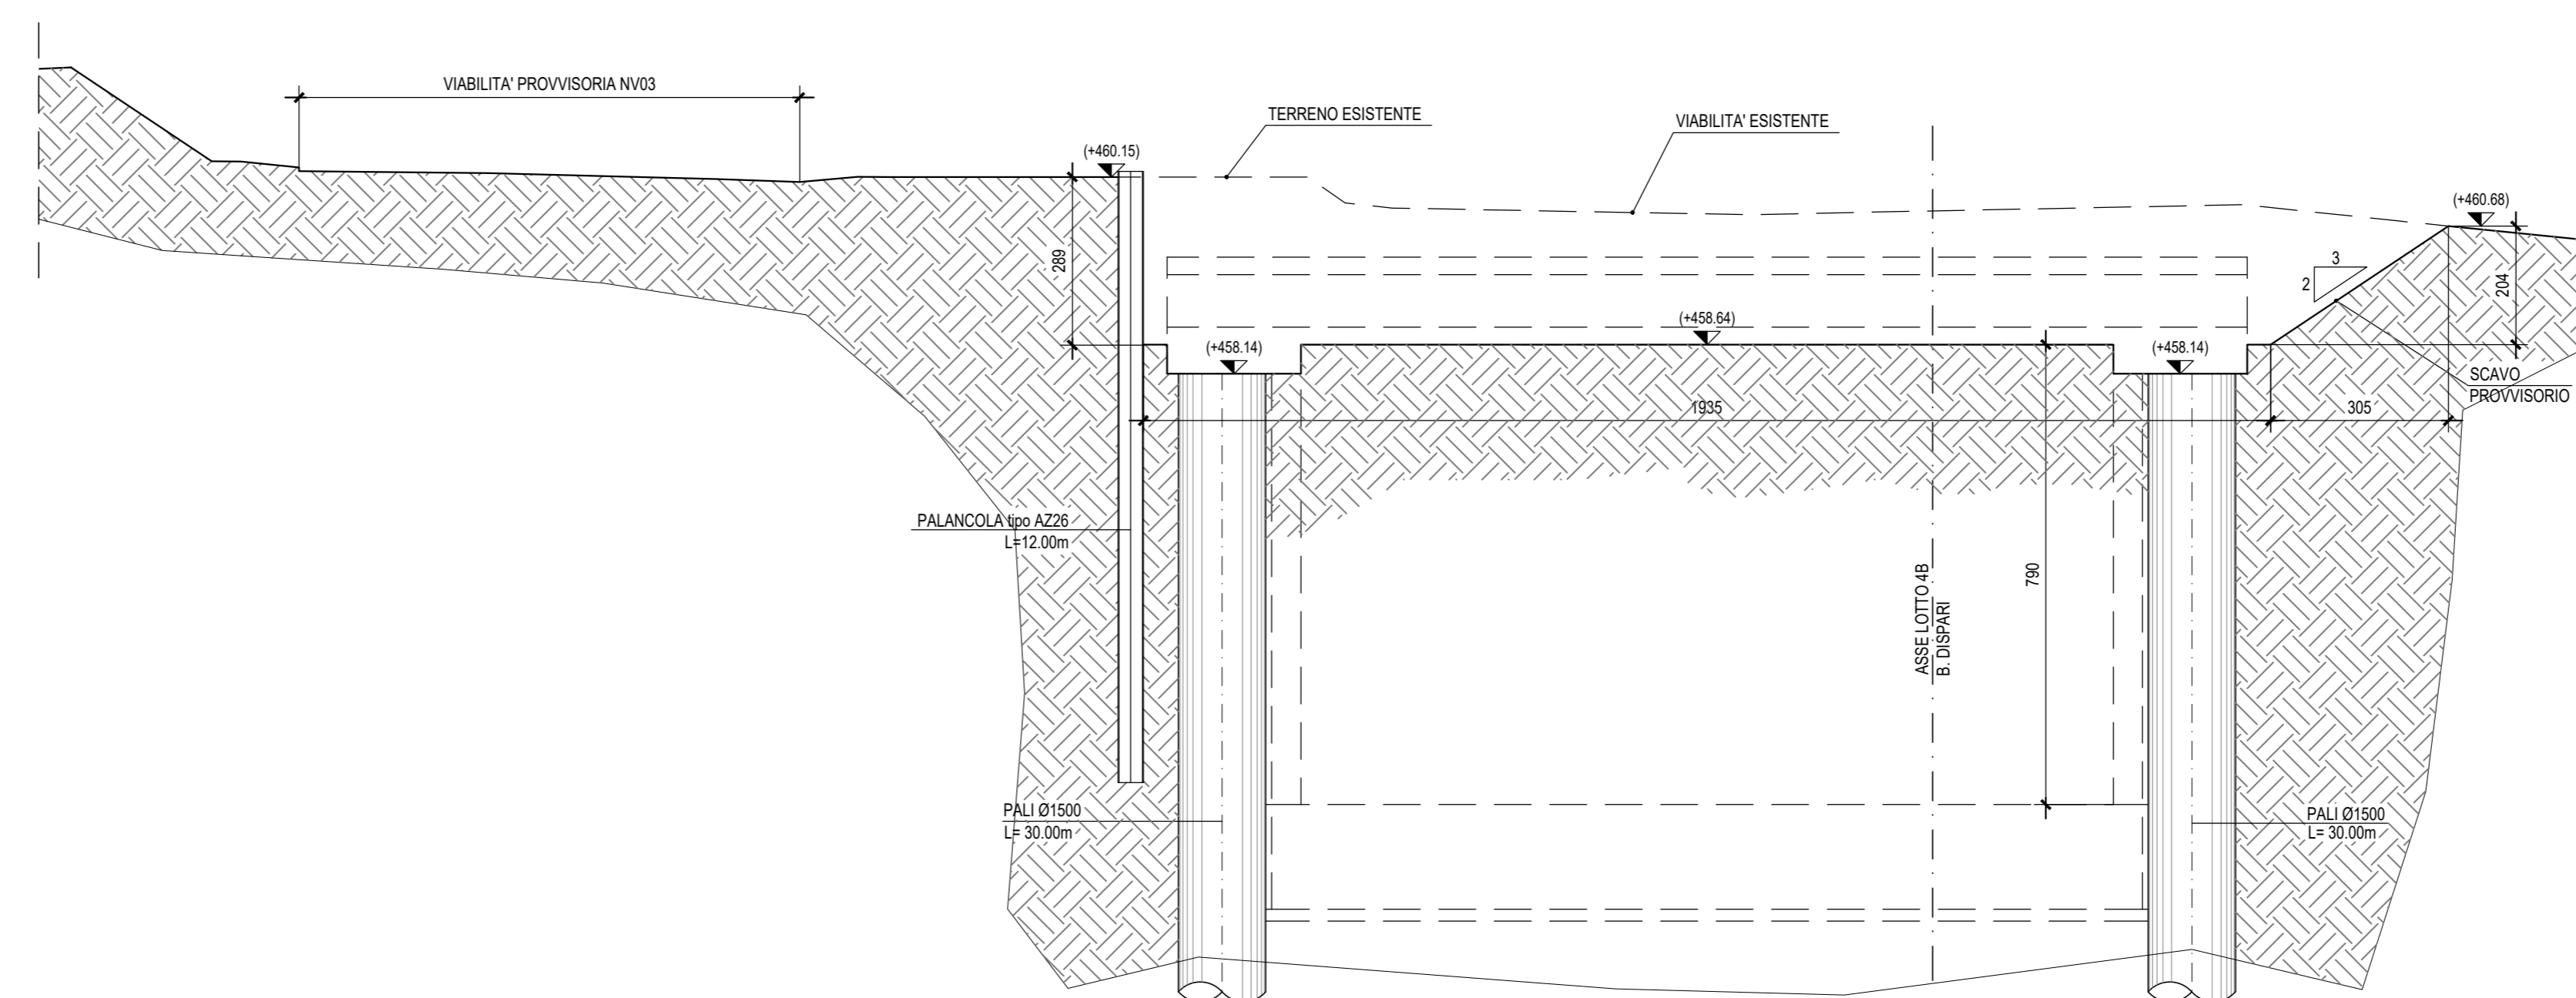 VIABILITA' PROVVISORIA NV03
TERRENO ESISTENTE
VIABILITA' ESISTENTE
(+460.15)
(+460.68)
289
3
2
204
(+458.64)
(+458.14)
(+458.14)
SCAVO
PROVVISORIO
1935
305
PALANCOLA tipo AZ26
L=12.00m
ASSE LOTTO 4B
B. DISPARI
790
PALI Ø1500
L= 30.00m
PALI Ø1500
L= 30.00m